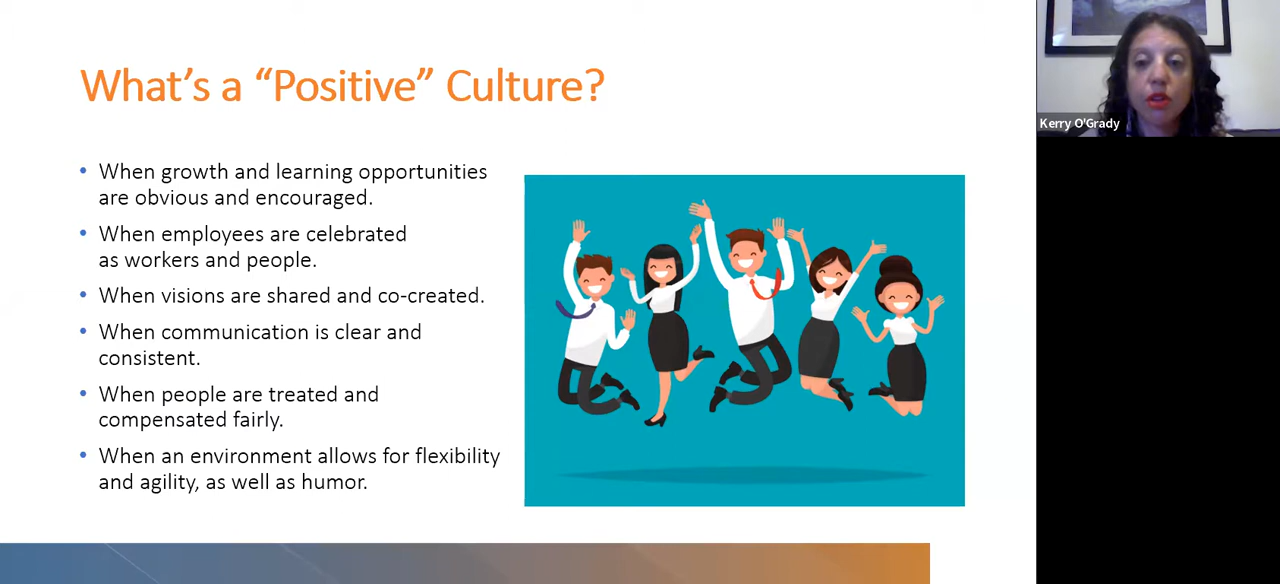 What's a “Positive” Culture?
• When growth and learning opportunities
are obvious and encouraged.
• When employees are celebrated
as workers and people.
• When visions are shared and co-created.
• When communication is clear and
consistent.
• When people are treated and
compensated fairly.
• When an environment allows for flexibility
and agility, as well as humor.
Kerry O'Grady